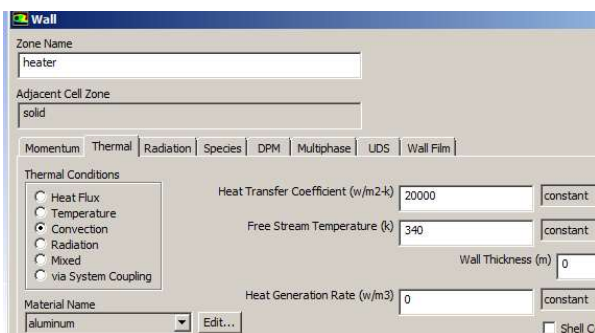 Wall
Zone Name
heater
Adjacent Cell Zone
solid
Momentum Thermal Radiation Species DPM Multiphase UDS Wall Film
Thermal Conditions
Heat Flux
Temperature
Convection
Radiation
Mixed
via System Coupling
Heat Transfer Coefficient (w/m2-k) 20000 constant
Free Stream Temperature (k) 340 constant
Wall Thickness (m) 0
Heat Generation Rate (w/m3) 0 constant
Material Name
aluminum Edit...
Shell C